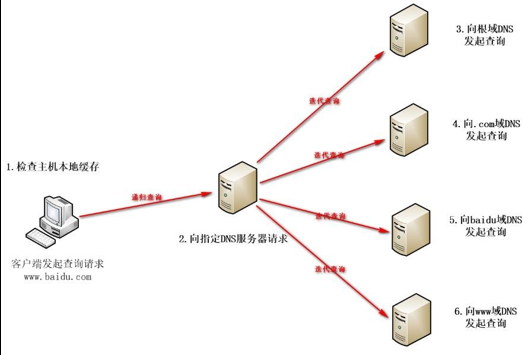 3.向根域DNS
发起查询
迭代查询
4.向.com域DNS
发起查询
迭代查询
1.检查主机本地缓存
递归查询
迭代查询
5.向baidu域DNS
发起查询
2.向指定DNS服务器请求
客户端发起查询请求
www.baidu.com
迭代查询
6.向www域DNS
发起查询